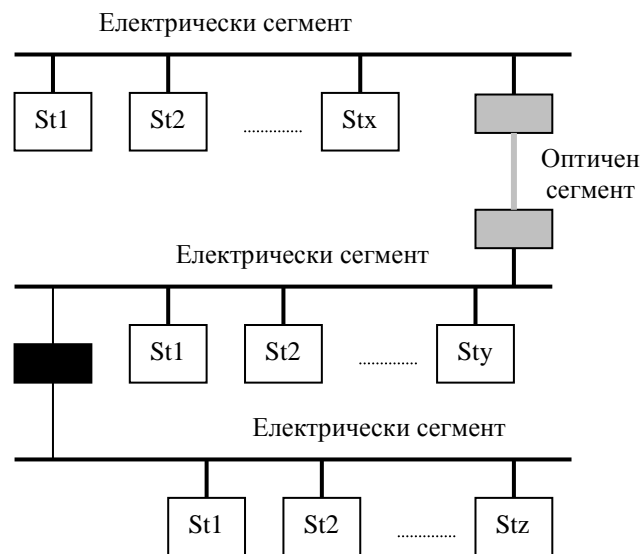 Електрически сегмент
St1 St2 .............. Stx
Оптичен
сегмент
Електрически сегмент
St1 St2 .............. Sty
Електрически сегмент
St1 St2 .............. Stz